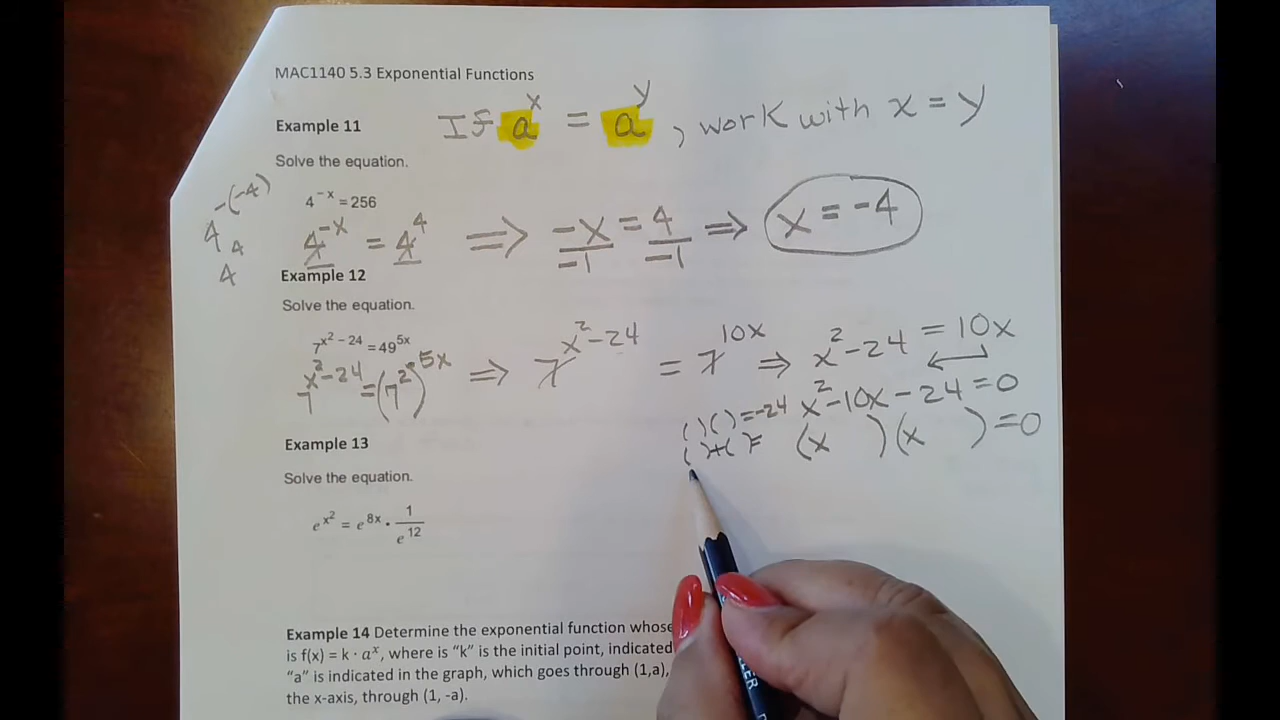 MAC1140 5.3 Exponential Functions
If a^x = a^y, work with x = y
Example 11
Solve the equation.
4^-(-4)
4^4
4^-x = 256
4^-x = 4^4 ⇒ -x/-1 = 4/-1 ⇒ x = -4
Example 12
Solve the equation.
7^(x² - 24) = 49^5x
7^(x²-24) = (7²)^5x ⇒ 7^(x²-24) = 7^10x ⇒ x²-24 = 10x
x²-10x-24=0
( )( )=-24
( )+( )=
(x )(x )=0
Example 13
Solve the equation.
e^x² = e^8x • 1/e^12
Example 14 Determine the exponential function whose
is f(x) = k · a^x, where is "k" is the initial point, indicated
"a" is indicated in the graph, which goes through (1,a),
the x-axis, through (1, -a).